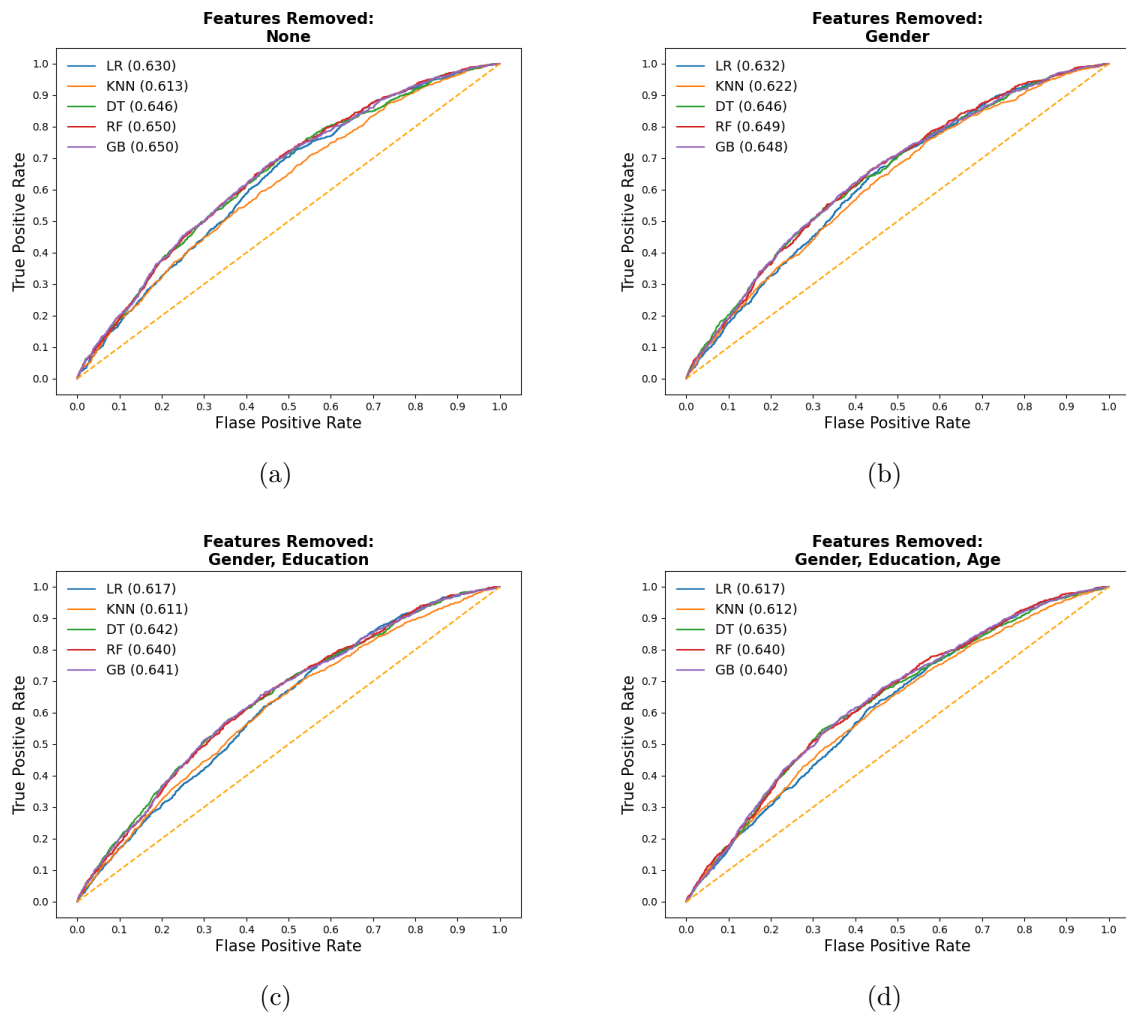 Features Removed:
None
1.0
0.9
0.8
0.7
0.6
0.5
0.4
0.3
0.2
0.1
0.0
True Positive Rate
LR (0.630)
KNN (0.613)
DT (0.646)
RF (0.650)
GB (0.650)
0.0 0.1 0.2 0.3 0.4 0.5 0.6 0.7 0.8 0.9 1.0
Flase Positive Rate
(a)
Features Removed:
Gender
1.0
0.9
0.8
0.7
0.6
0.5
0.4
0.3
0.2
0.1
0.0
True Positive Rate
LR (0.632)
KNN (0.622)
DT (0.646)
RF (0.649)
GB (0.648)
0.0 0.1 0.2 0.3 0.4 0.5 0.6 0.7 0.8 0.9 1.0
Flase Positive Rate
(b)
Features Removed:
Gender, Education
1.0
0.9
0.8
0.7
0.6
0.5
0.4
0.3
0.2
0.1
0.0
True Positive Rate
LR (0.617)
KNN (0.611)
DT (0.642)
RF (0.640)
GB (0.641)
0.0 0.1 0.2 0.3 0.4 0.5 0.6 0.7 0.8 0.9 1.0
Flase Positive Rate
(c)
Features Removed:
Gender, Education, Age
1.0
0.9
0.8
0.7
0.6
0.5
0.4
0.3
0.2
0.1
0.0
True Positive Rate
LR (0.617)
KNN (0.612)
DT (0.635)
RF (0.640)
GB (0.640)
0.0 0.1 0.2 0.3 0.4 0.5 0.6 0.7 0.8 0.9 1.0
Flase Positive Rate
(d)